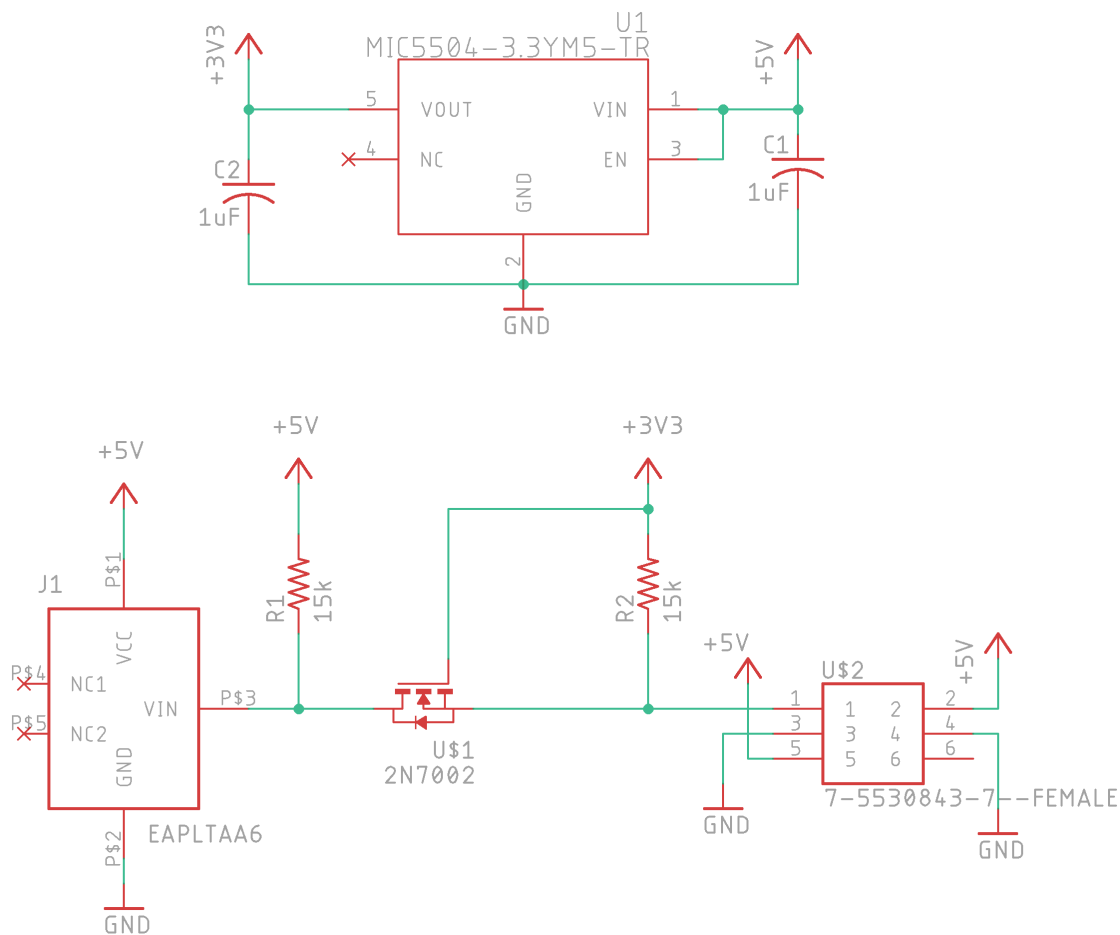 U1
MIC5504-3.3YM5-TR
+3V3
+5V
5
VOUT
VIN
1
4
NC
EN
3
C2
1uF
C1
1uF
GND
2
GND
+5V
+5V
+3V3
J1
P$1
VCC
P$4
NC1
P$5
NC2
VIN
P$3
GND
P$2
EAPLTAA6
GND
R1
15k
R2
15k
U$1
2N7002
+5V
U$2
+5V
1
1
2
2
3
3
4
4
5
5
6
6
7-5530843-7--FEMALE
GND
GND